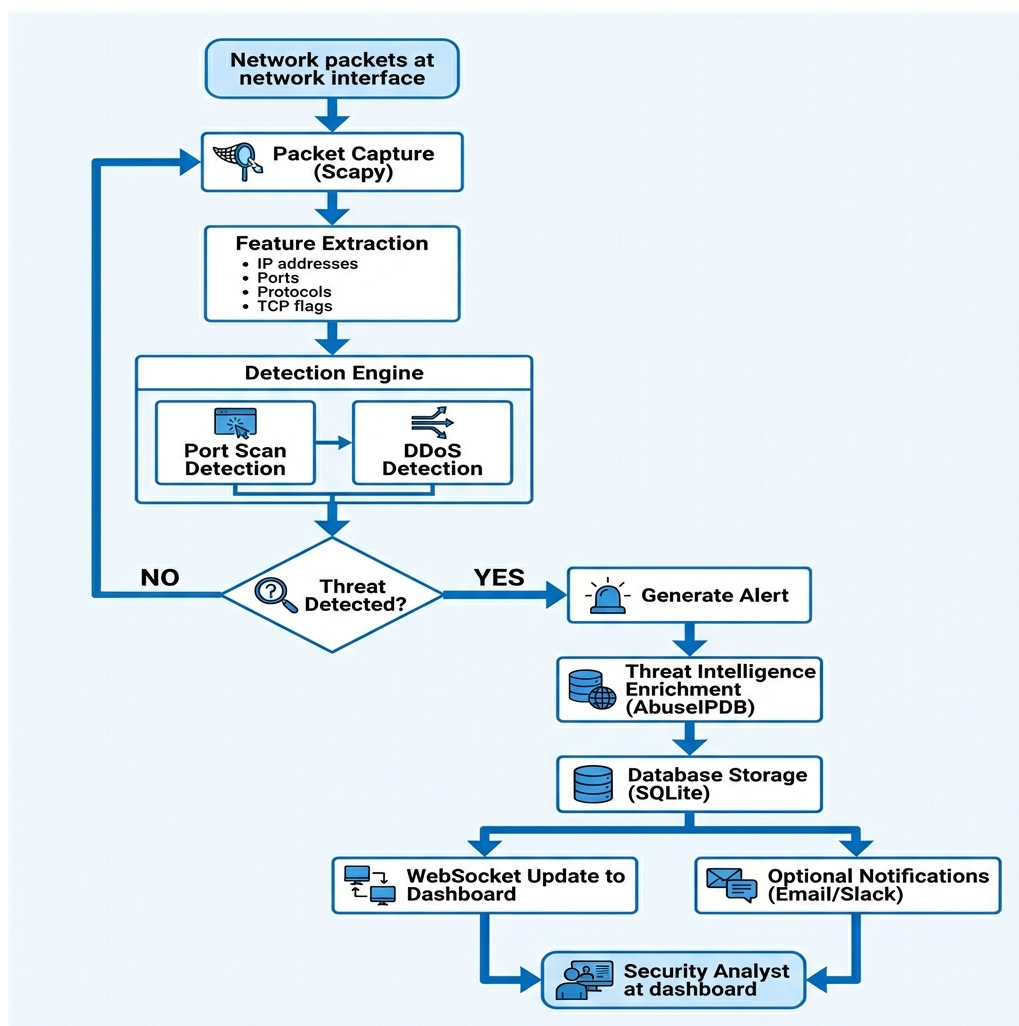 Network packets at
network interface
Packet Capture
(Scapy)
Feature Extraction
• IP addresses
• Ports
• Protocols
• TCP flags
Detection Engine
Port Scan
Detection
DDoS
Detection
NO
?
Threat
Detected?
YES
Generate Alert
Threat Intelligence
Enrichment
(AbuseIPDB)
Database Storage
(SQLite)
WebSocket Update to
Dashboard
Optional Notifications
(Email/Slack)
Security Analyst
at dashboard